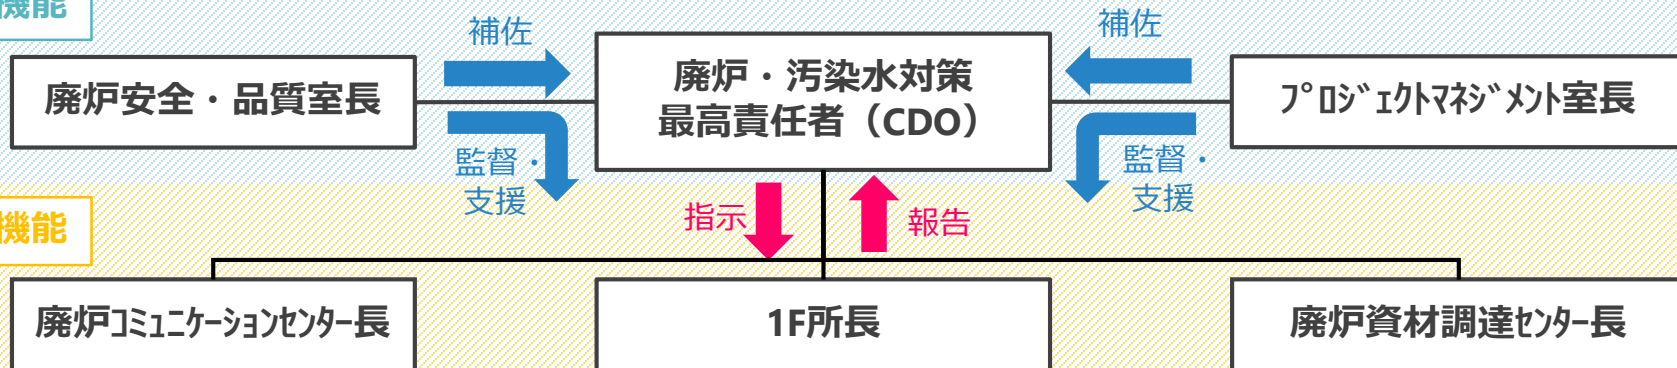 機能
補佐
補佐
廃炉安全・品質室長
廃炉・汚染水対策
最高責任者（CDO）
ﾌﾟﾛｼﾞｪｸﾄﾏﾈｼﾞﾒﾝﾄ室長
監督・
支援
監督・
支援
機能
指示
報告
廃炉ｺﾐｭﾆｹｰｼｮﾝｾﾝﾀｰ長
1F所長
廃炉資材調達ｾﾝﾀｰ長